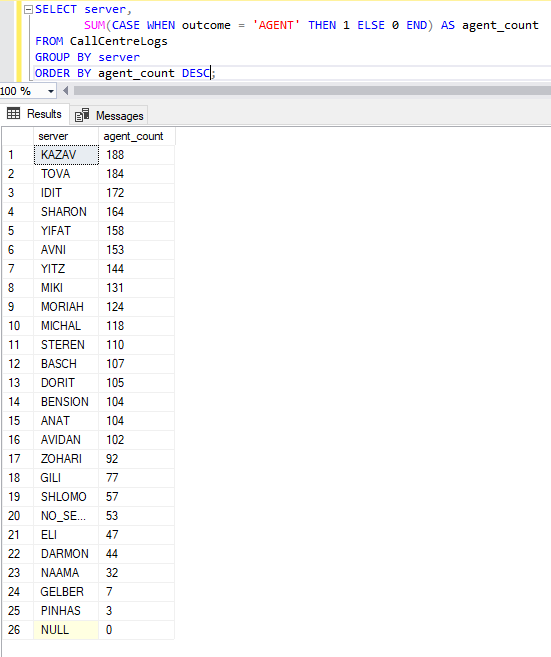 SELECT server,
SUM(CASE WHEN outcome = 'AGENT' THEN 1 ELSE 0 END) AS agent_count
FROM CallCentreLogs
GROUP BY server
ORDER BY agent_count DESC;
100 %
Results Messages
server agent_count
1 KAZAV 188
2 TOVA 184
3 IDIT 172
4 SHARON 164
5 YIFAT 158
6 AVNI 153
7 YITZ 144
8 MIKI 131
9 MORIAH 124
10 MICHAL 118
11 STEREN 110
12 BASCH 107
13 DORIT 105
14 BENSION 104
15 ANAT 104
16 AVIDAN 102
17 ZOHARI 92
18 GILI 77
19 SHLOMO 57
20 NO_SE... 53
21 ELI 47
22 DARMON 44
23 NAAMA 32
24 GELBER 7
25 PINHAS 3
26 NULL 0